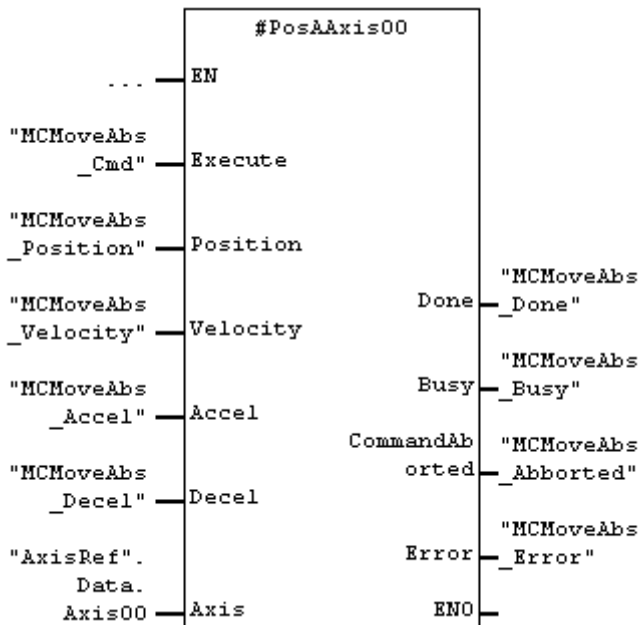 #PosAAxis00
...
EN
"MCMoveAbs
_Cmd"
Execute
"MCMoveAbs
_Position"
Position
"MCMoveAbs
_Velocity"
Velocity
Done
"MCMoveAbs
_Done"
"MCMoveAbs
_Accel"
Accel
Busy
"MCMoveAbs
_Busy"
"MCMoveAbs
_Decel"
Decel
CommandAb
orted
"MCMoveAbs
_Abborted"
"AxisRef".
Data.
Axis00
Axis
Error
"MCMoveAbs
_Error"
ENO